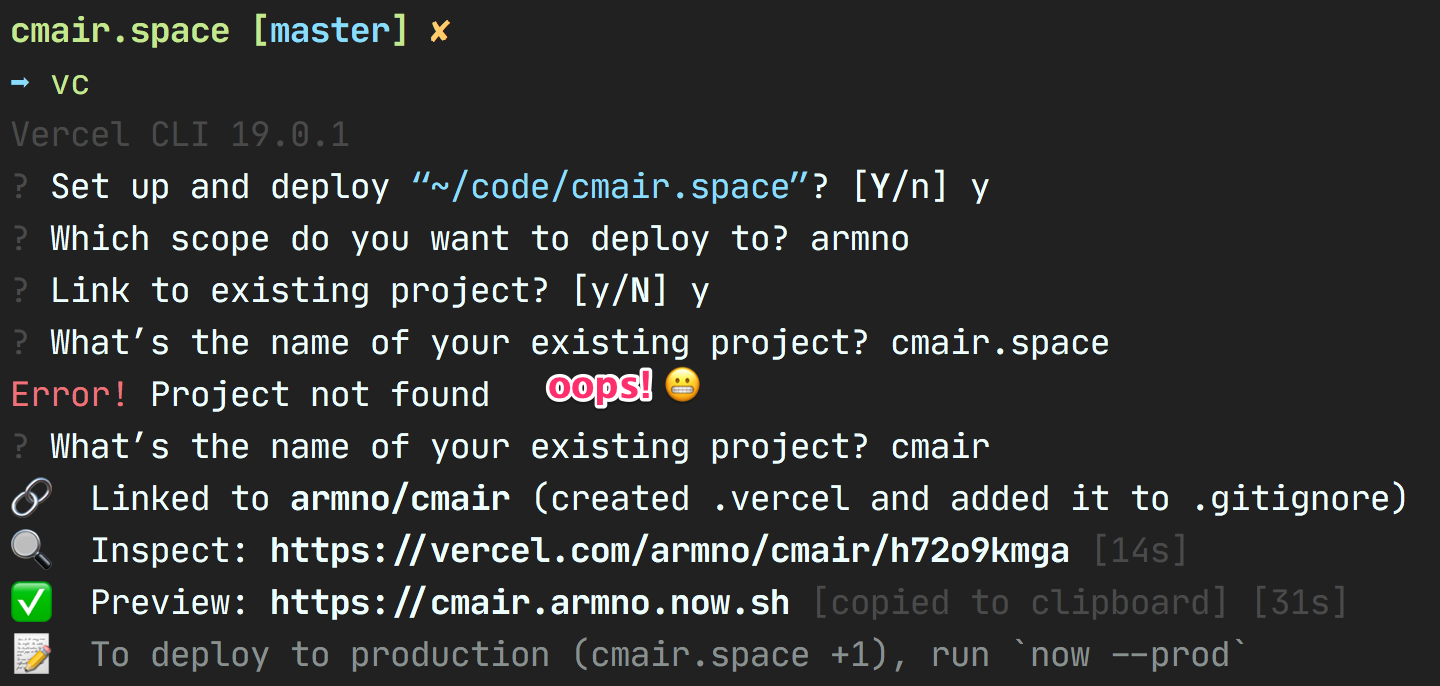 cmair.space [master] ✘
➡ vc
Vercel CLI 19.0.1
? Set up and deploy “~/code/cmair.space”? [Y/n] y
? Which scope do you want to deploy to? armno
? Link to existing project? [y/N] y
? What’s the name of your existing project? cmair.space
Error! Project not found oops! 😬
? What’s the name of your existing project? cmair
🔗 Linked to armno/cmair (created .vercel and added it to .gitignore)
🔍 Inspect: https://vercel.com/armno/cmair/h72o9kmga [14s]
✅ Preview: https://cmair.armno.now.sh [copied to clipboard] [31s]
📝 To deploy to production (cmair.space +1), run `now --prod`